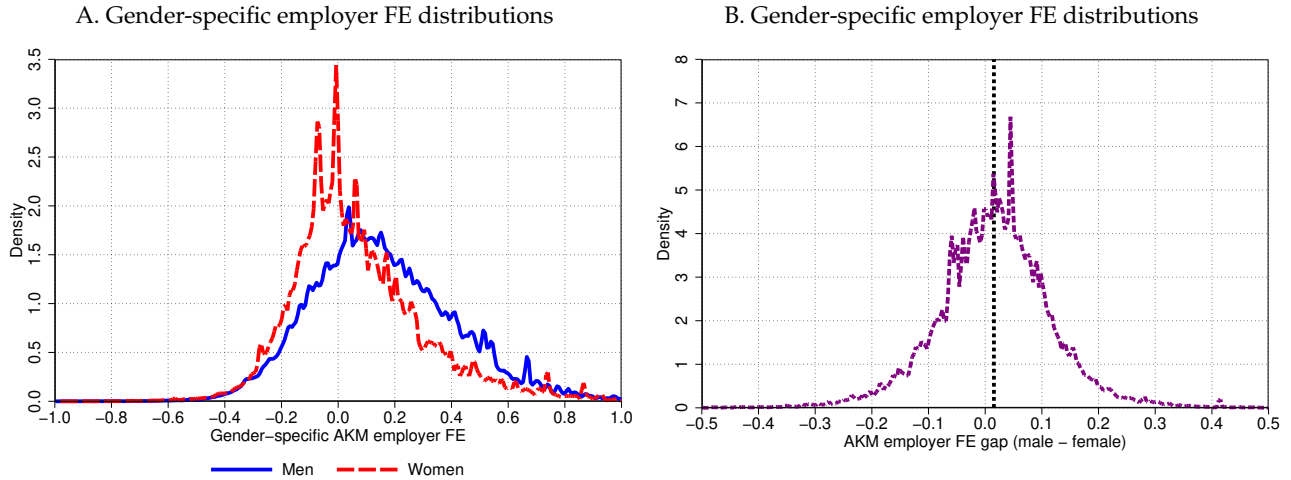 A. Gender-specific employer FE distributions
3.5
3.0
2.5
2.0
1.5
1.0
0.5
0.0
Density
−1.0 −0.8 −0.6 −0.4 −0.2 0.0 0.2 0.4 0.6 0.8 1.0
Gender−specific AKM employer FE
Men Women
B. Gender-specific employer FE distributions
8
7
6
5
4
3
2
1
0
Density
−0.5 −0.4 −0.3 −0.2 −0.1 0.0 0.1 0.2 0.3 0.4 0.5
AKM employer FE gap (male − female)